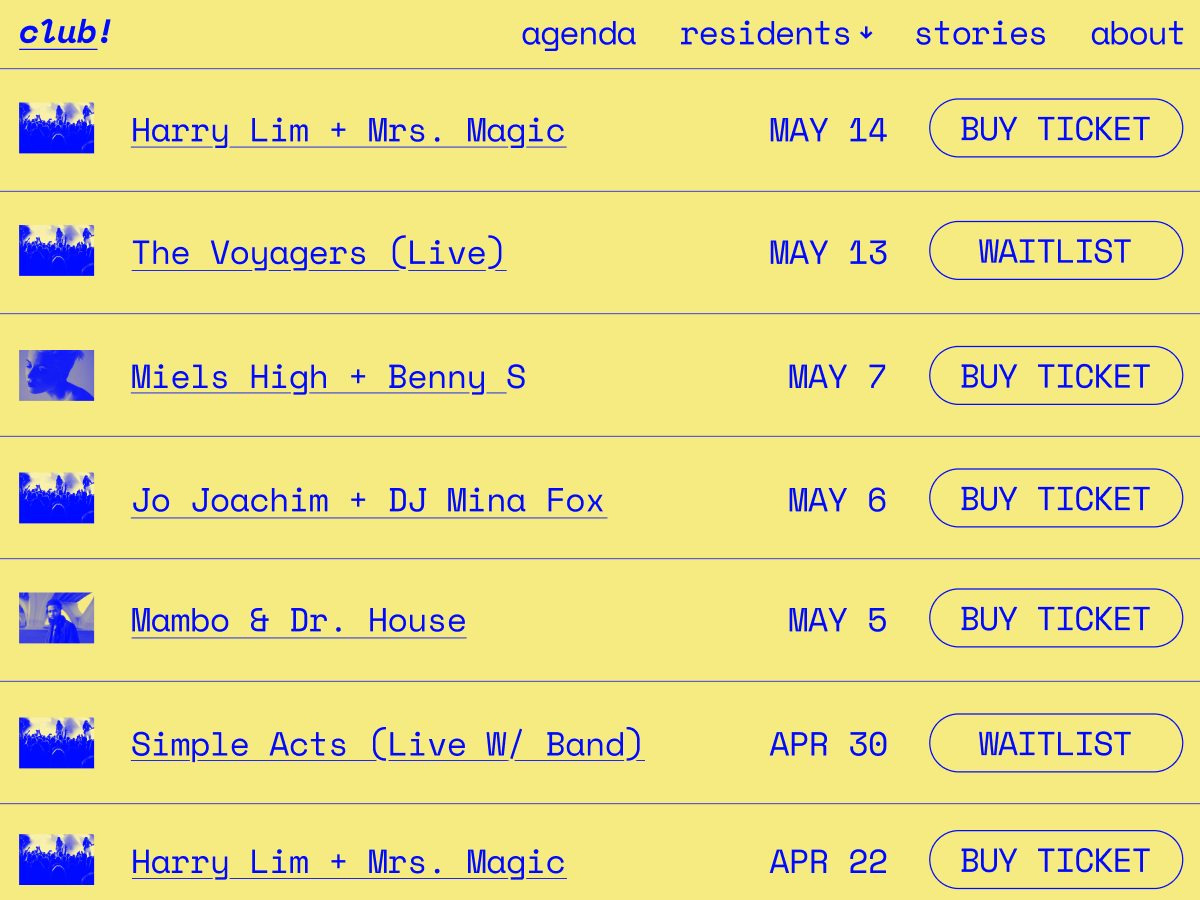 club! agenda residents↓ stories about
Harry Lim + Mrs. Magic MAY 14 BUY TICKET
The Voyagers (Live) MAY 13 WAITLIST
Miels High + Benny S MAY 7 BUY TICKET
Jo Joachim + DJ Mina Fox MAY 6 BUY TICKET
Mambo & Dr. House MAY 5 BUY TICKET
Simple Acts (Live W/ Band) APR 30 WAITLIST
Harry Lim + Mrs. Magic APR 22 BUY TICKET